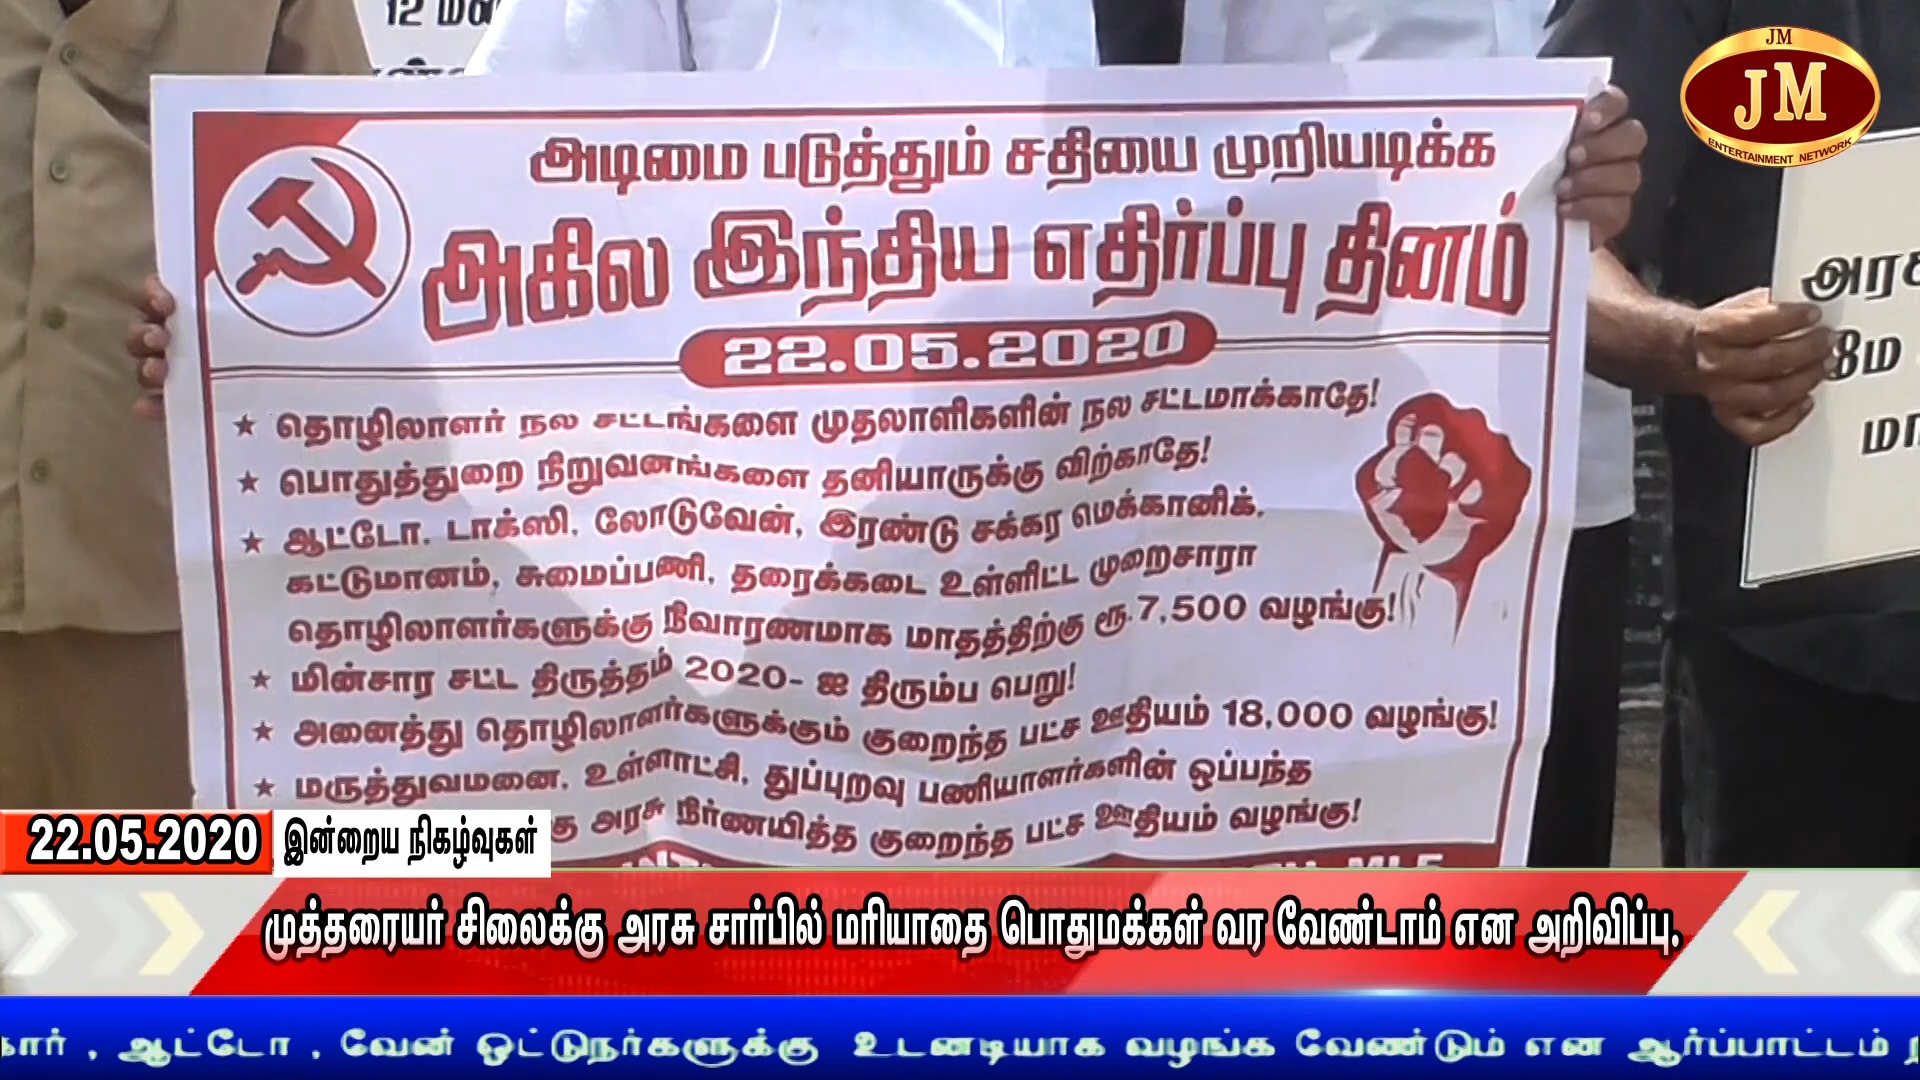 12
JM
JM
ENTERTAINMENT NETWORK
அடிமை படுத்தும் சதியை முறியடிக்க
அகில இந்திய எதிர்ப்பு தினம்
22.05.2020
★ தொழிலாளர் நல சட்டங்களை முதலாளிகளின் நல சட்டமாக்காதே!
★ பொதுத்துறை நிறுவனங்களை தனியாருக்கு விற்காதே!
★ ஆட்டோ, டாக்ஸி, லோடுவேன், இரண்டு சக்கர மெக்கானிக்,
கட்டுமானம், சுமைப்பணி, தரைக்கடை உள்ளிட்ட முறைசாரா
தொழிலாளர்களுக்கு நிவாரணமாக மாதத்திற்கு ரூ.7,500 வழங்கு!
★ மின்சார சட்ட திருத்தம் 2020- ஐ திரும்ப பெறு!
★ அனைத்து தொழிலாளர்களுக்கும் குறைந்த பட்ச ஊதியம் 18,000 வழங்கு!
★ மருத்துவமனை, உள்ளாட்சி, துப்புறவு பணியாளர்களின் ஒப்பந்த
அரசு நிர்ணயித்த குறைந்த பட்ச ஊதியம் வழங்கு!
22.05.2020 இன்றைய நிகழ்வுகள்
முத்தரையர் சிலைக்கு அரசு சார்பில் மரியாதை பொதுமக்கள் வர வேண்டாம் என அறிவிப்பு.
கார் , ஆட்டோ , வேன் ஓட்டுநர்களுக்கு உடனடியாக வழங்க வேண்டும் என ஆர்ப்பாட்டம்